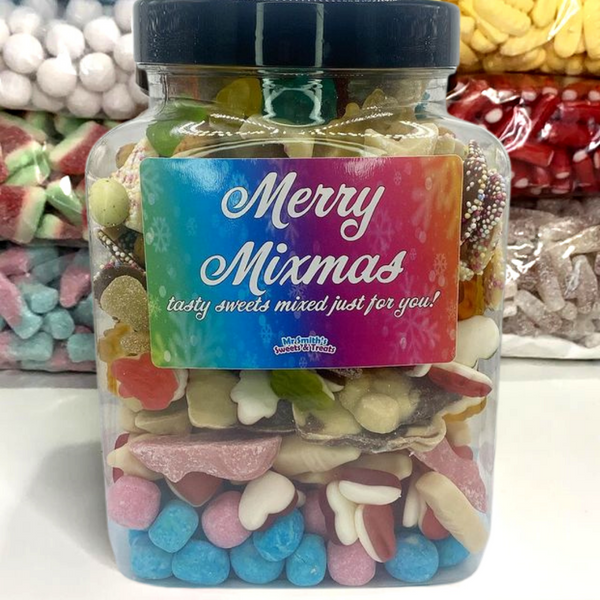 Merry
Mixmas
tasty sweets mixed just for you!
Mr.Smith's
Sweets & Treats